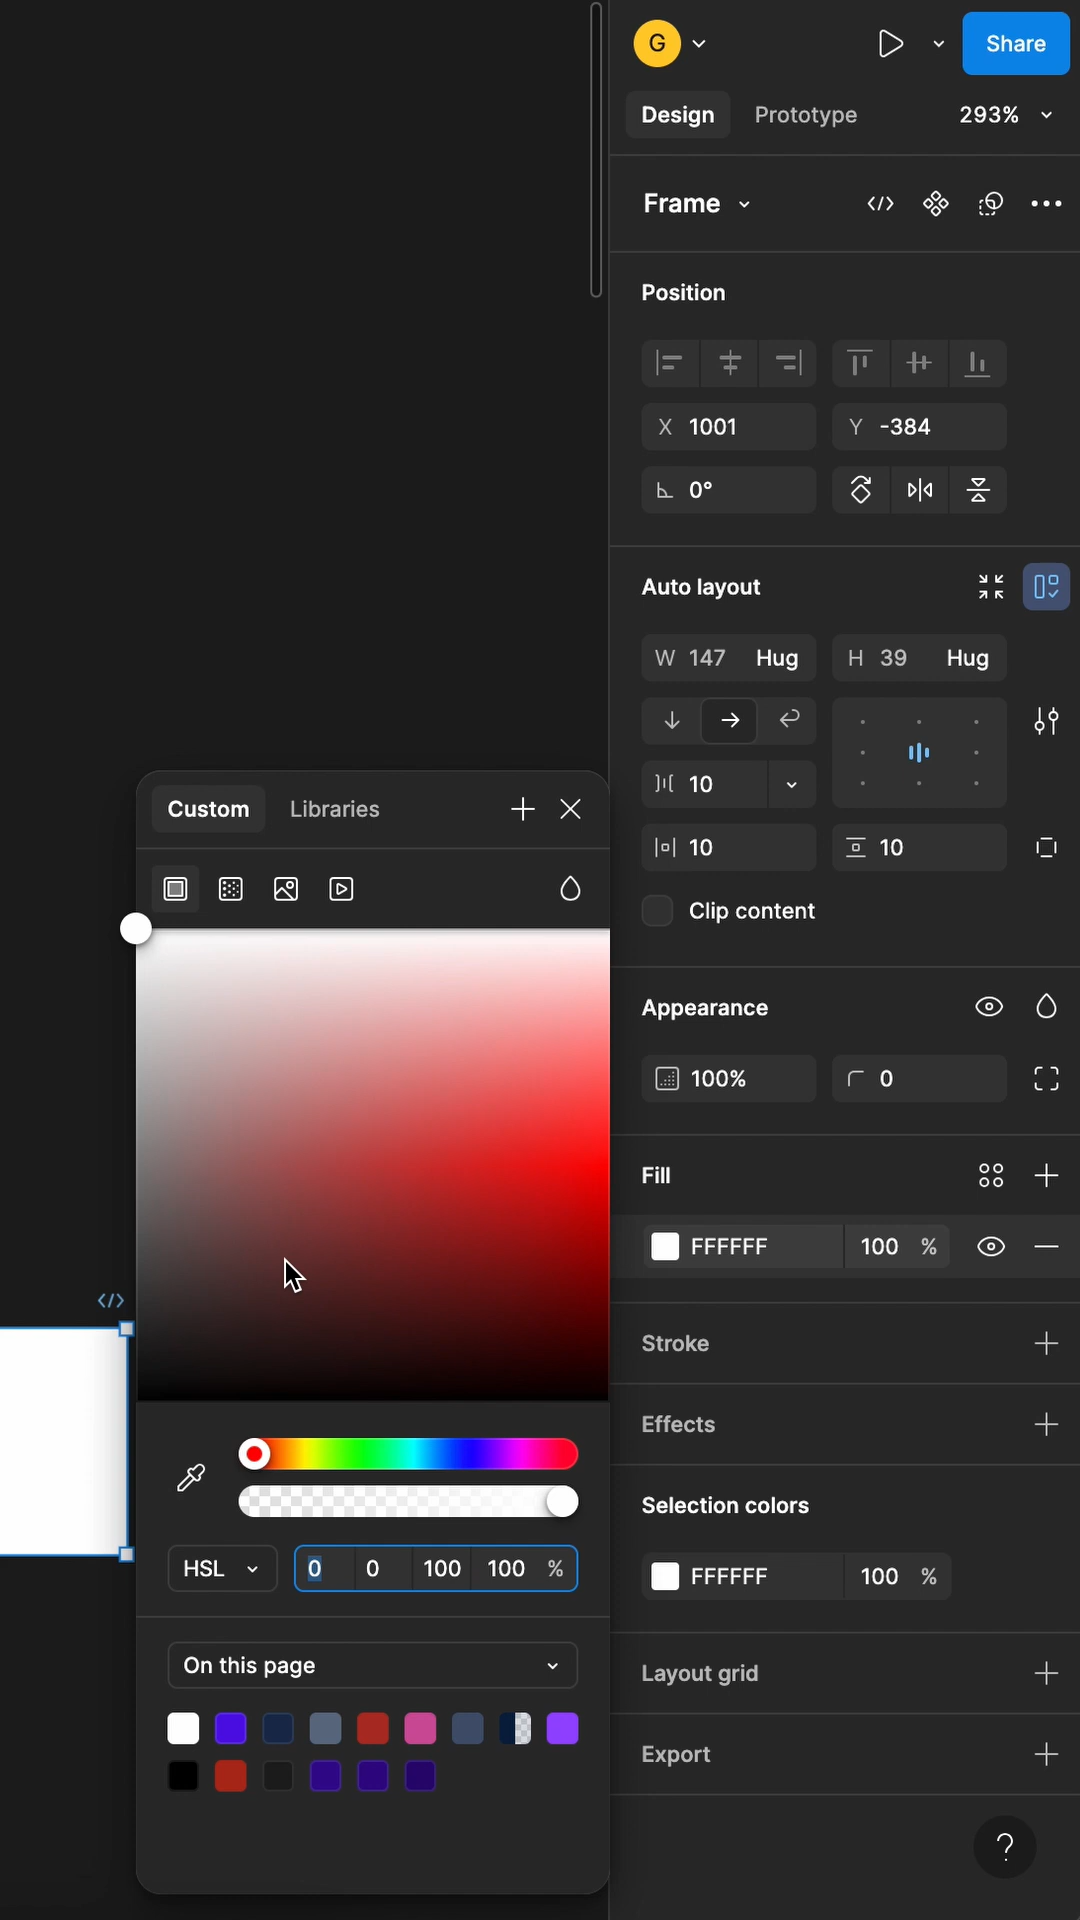 G
Share
Design Prototype 293%
Frame
Position
X 1001 Y -384
0°
Auto layout
W 147 Hug H 39 Hug
10
10 10
Clip content
Appearance
100% 0
Fill
FFFFFF 100 %
Stroke
Effects
Selection colors
FFFFFF 100 %
Layout grid
Export
?
Custom Libraries
HSL 0 0 100 100 %
On this page